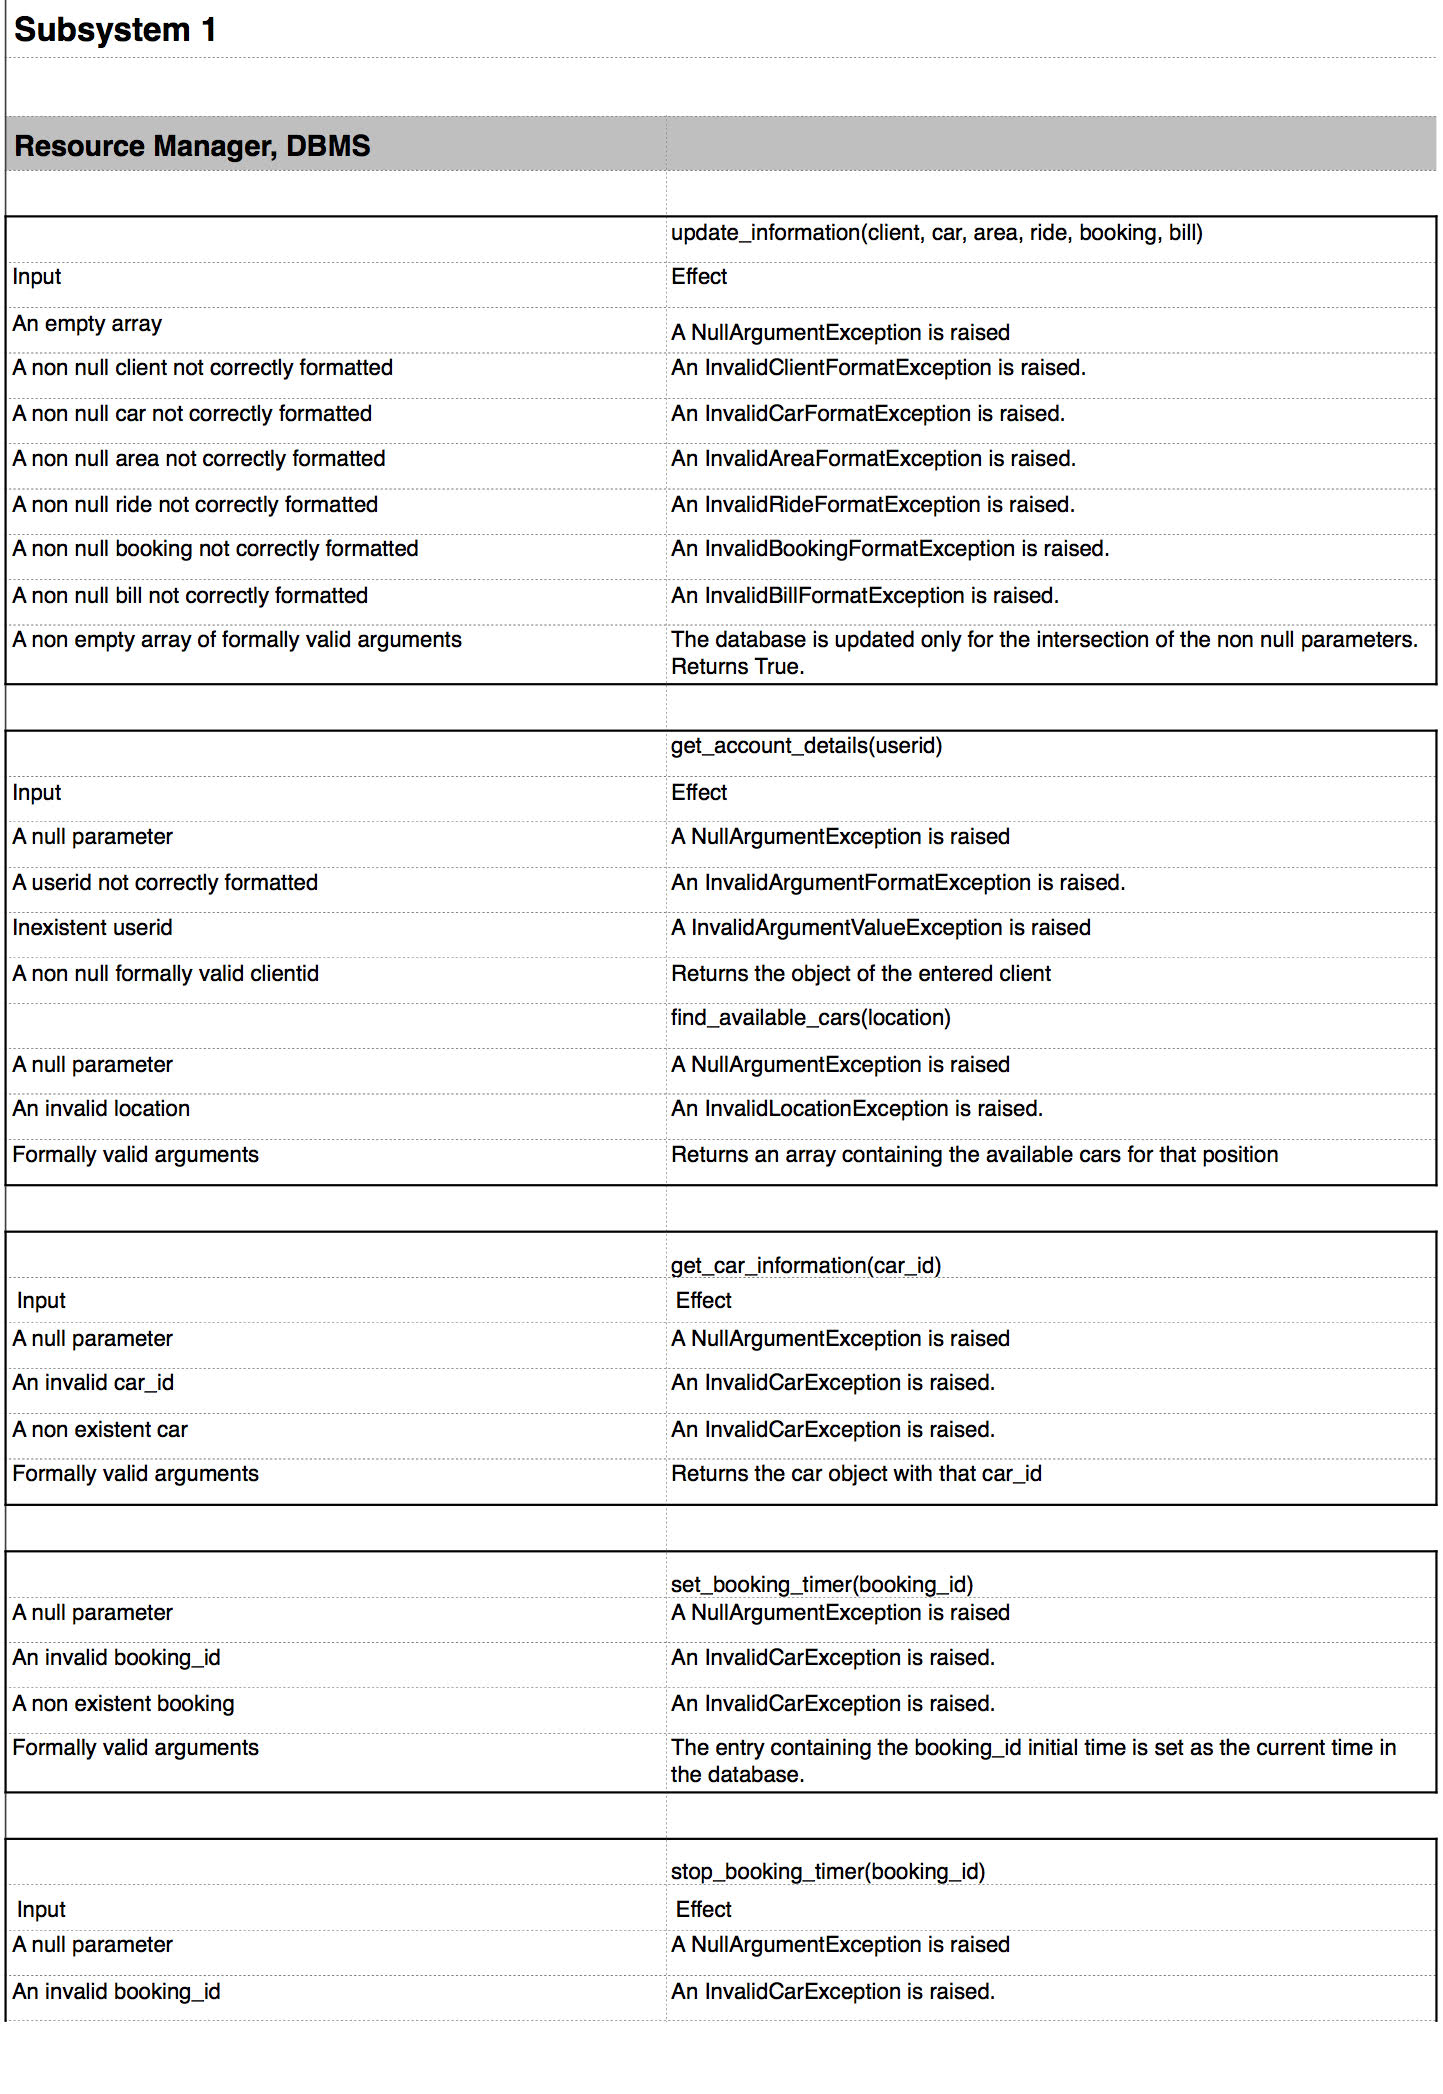 Subsystem 1
Resource Manager, DBMS
update_information(client, car, area, ride, booking, bill)
Input Effect
An empty array A NullArgumentException is raised
A non null client not correctly formatted An InvalidClientFormatException is raised.
A non null car not correctly formatted An InvalidCarFormatException is raised.
A non null area not correctly formatted An InvalidAreaFormatException is raised.
A non null ride not correctly formatted An InvalidRideFormatException is raised.
A non null booking not correctly formatted An InvalidBookingFormatException is raised.
A non null bill not correctly formatted An InvalidBillFormatException is raised.
A non empty array of formally valid arguments The database is updated only for the intersection of the non null parameters.
Returns True.
get_account_details(userid)
Input Effect
A null parameter A NullArgumentException is raised
A userid not correctly formatted An InvalidArgumentFormatException is raised.
Inexistent userid A InvalidArgumentValueException is raised
A non null formally valid clientid Returns the object of the entered client
find_available_cars(location)
A null parameter A NullArgumentException is raised
An invalid location An InvalidLocationException is raised.
Formally valid arguments Returns an array containing the available cars for that position
get_car_information(car_id)
Input Effect
A null parameter A NullArgumentException is raised
An invalid car_id An InvalidCarException is raised.
A non existent car An InvalidCarException is raised.
Formally valid arguments Returns the car object with that car_id
set_booking_timer(booking_id)
A null parameter A NullArgumentException is raised
An invalid booking_id An InvalidCarException is raised.
A non existent booking An InvalidCarException is raised.
Formally valid arguments The entry containing the booking_id initial time is set as the current time in
the database.
stop_booking_timer(booking_id)
Input Effect
A null parameter A NullArgumentException is raised
An invalid booking_id An InvalidCarException is raised.